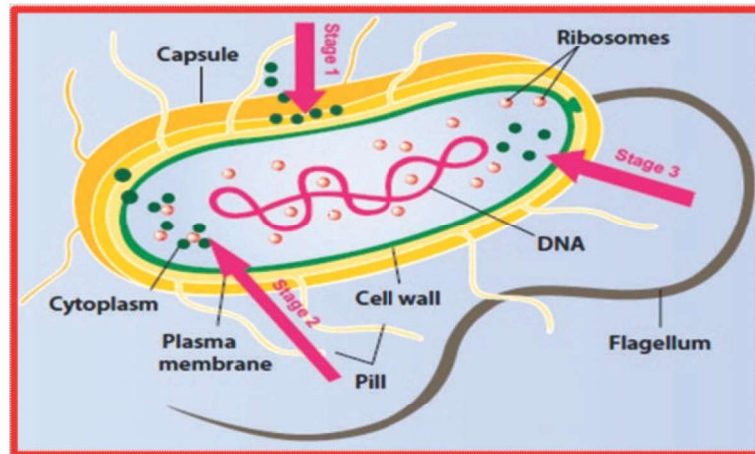 Capsule
Stage 1
Ribosomes
Stage 3
DNA
Cytoplasm
Stage 2
Cell wall
Plasma
membrane
Pill
Flagellum